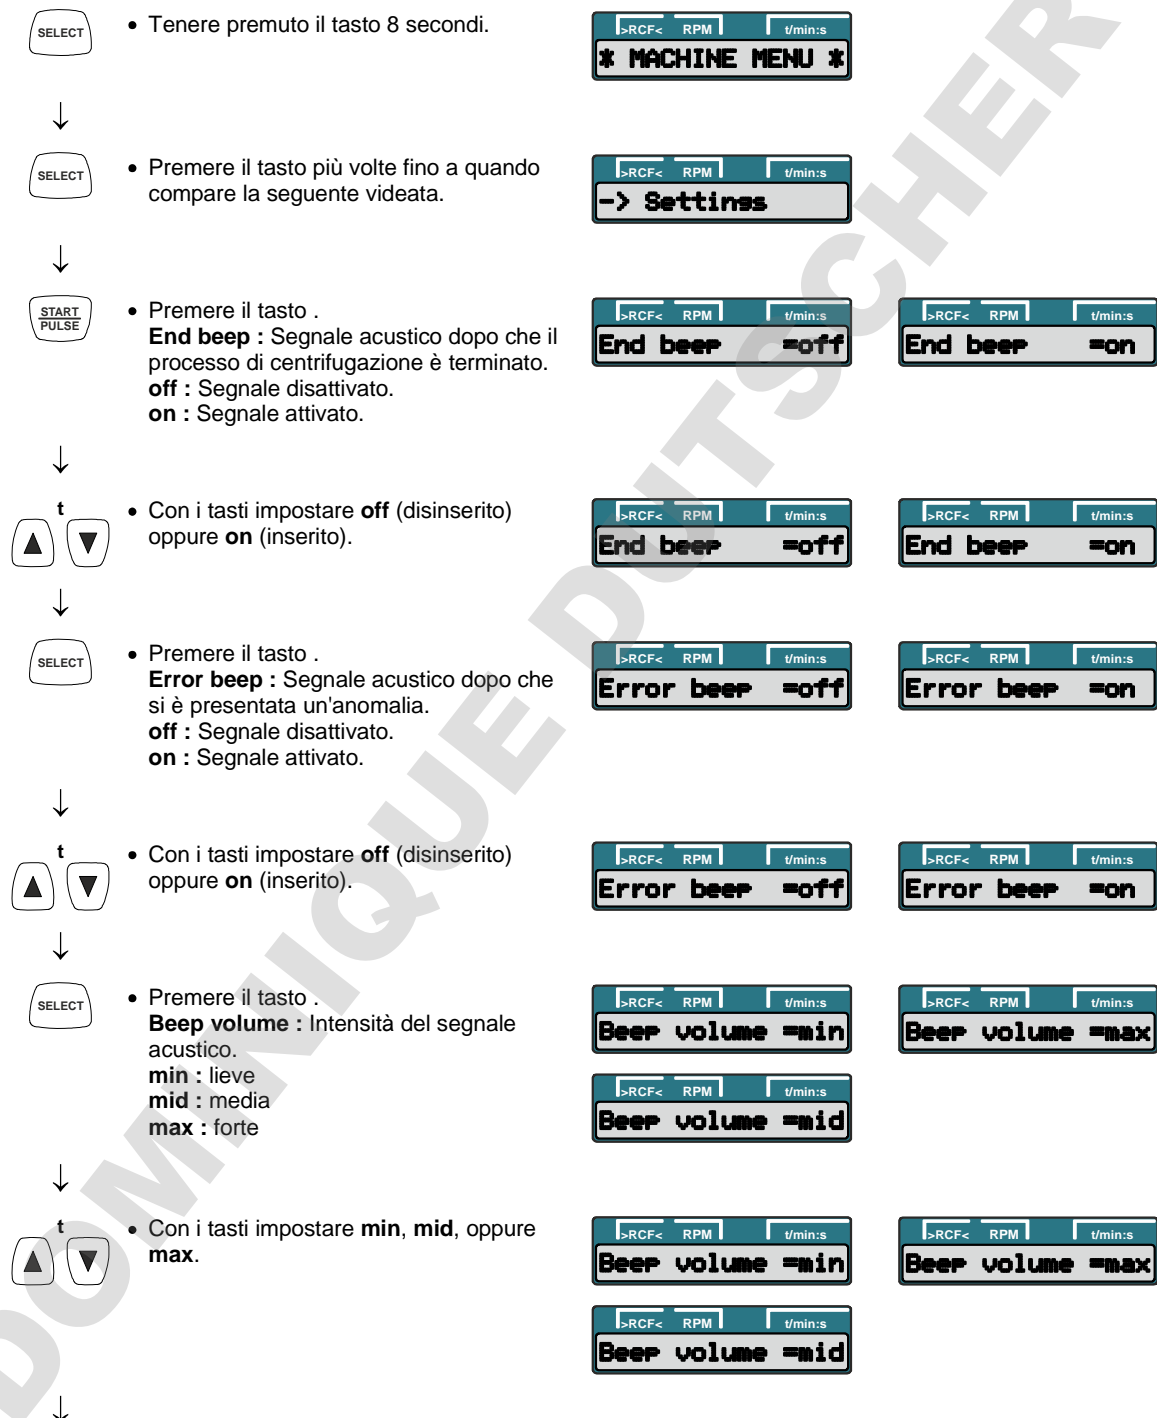 SELECT
• Tenere premuto il tasto 8 secondi.
>RCF< RPM t/min:s
* MACHINE MENU *
↓
SELECT
• Premere il tasto più volte fino a quando
compare la seguente videata.
>RCF< RPM t/min:s
-> Settings
↓
START
PULSE
• Premere il tasto .
End beep : Segnale acustico dopo che il
processo di centrifugazione è terminato.
off : Segnale disattivato.
on : Segnale attivato.
>RCF< RPM t/min:s
End beep =off
>RCF< RPM t/min:s
End beep =on
↓
t
▲ ▼
• Con i tasti impostare off (disinserito)
oppure on (inserito).
>RCF< RPM t/min:s
End beep =off
>RCF< RPM t/min:s
End beep =on
↓
SELECT
• Premere il tasto .
Error beep : Segnale acustico dopo che
si è presentata un'anomalia.
off : Segnale disattivato.
on : Segnale attivato.
>RCF< RPM t/min:s
Error beep =off
>RCF< RPM t/min:s
Error beep =on
↓
t
▲ ▼
• Con i tasti impostare off (disinserito)
oppure on (inserito).
>RCF< RPM t/min:s
Error beep =off
>RCF< RPM t/min:s
Error beep =on
↓
SELECT
• Premere il tasto .
Beep volume : Intensità del segnale
acustico.
min : lieve
mid : media
max : forte
>RCF< RPM t/min:s
Beep volume =min
>RCF< RPM t/min:s
Beep volume =max
>RCF< RPM t/min:s
Beep volume =mid
↓
t
▲ ▼
• Con i tasti impostare min, mid, oppure
max.
>RCF< RPM t/min:s
Beep volume =min
>RCF< RPM t/min:s
Beep volume =max
>RCF< RPM t/min:s
Beep volume =mid
↓
DOMINIQUE DUTSCHER